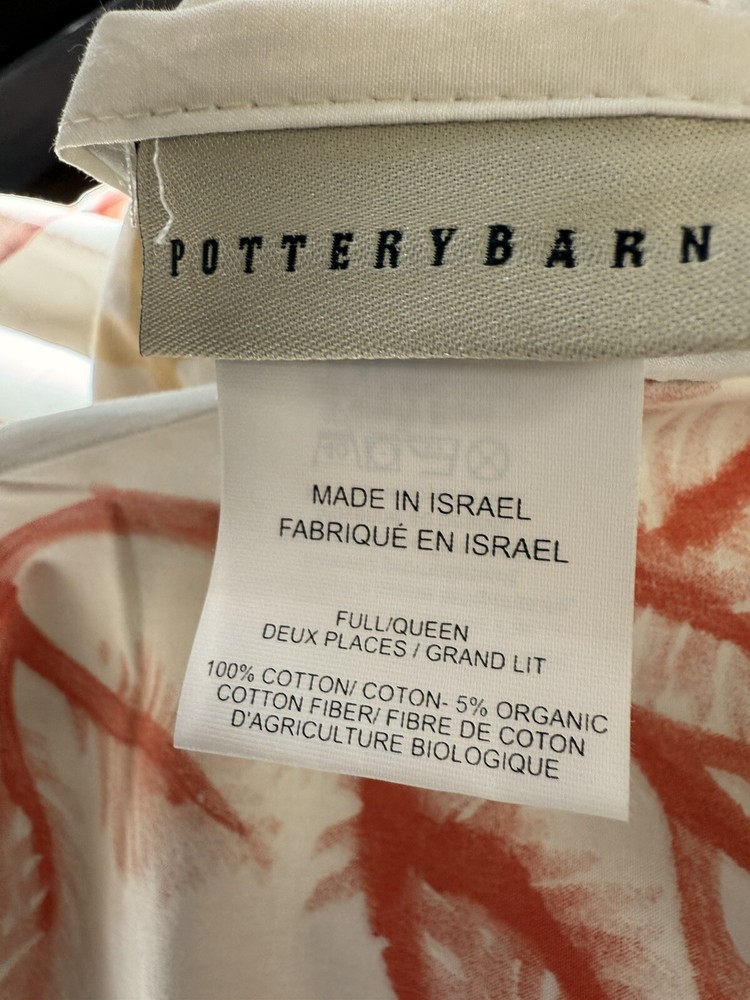 POTTERYBARN
MADE IN ISRAEL
FABRIQUÉ EN ISRAEL
FULL/QUEEN
DEUX PLACES / GRAND LIT
100% COTTON/ COTON- 5% ORGANIC
COTTON FIBER/ FIBRE DE COTON
D'AGRICULTURE BIOLOGIQUE